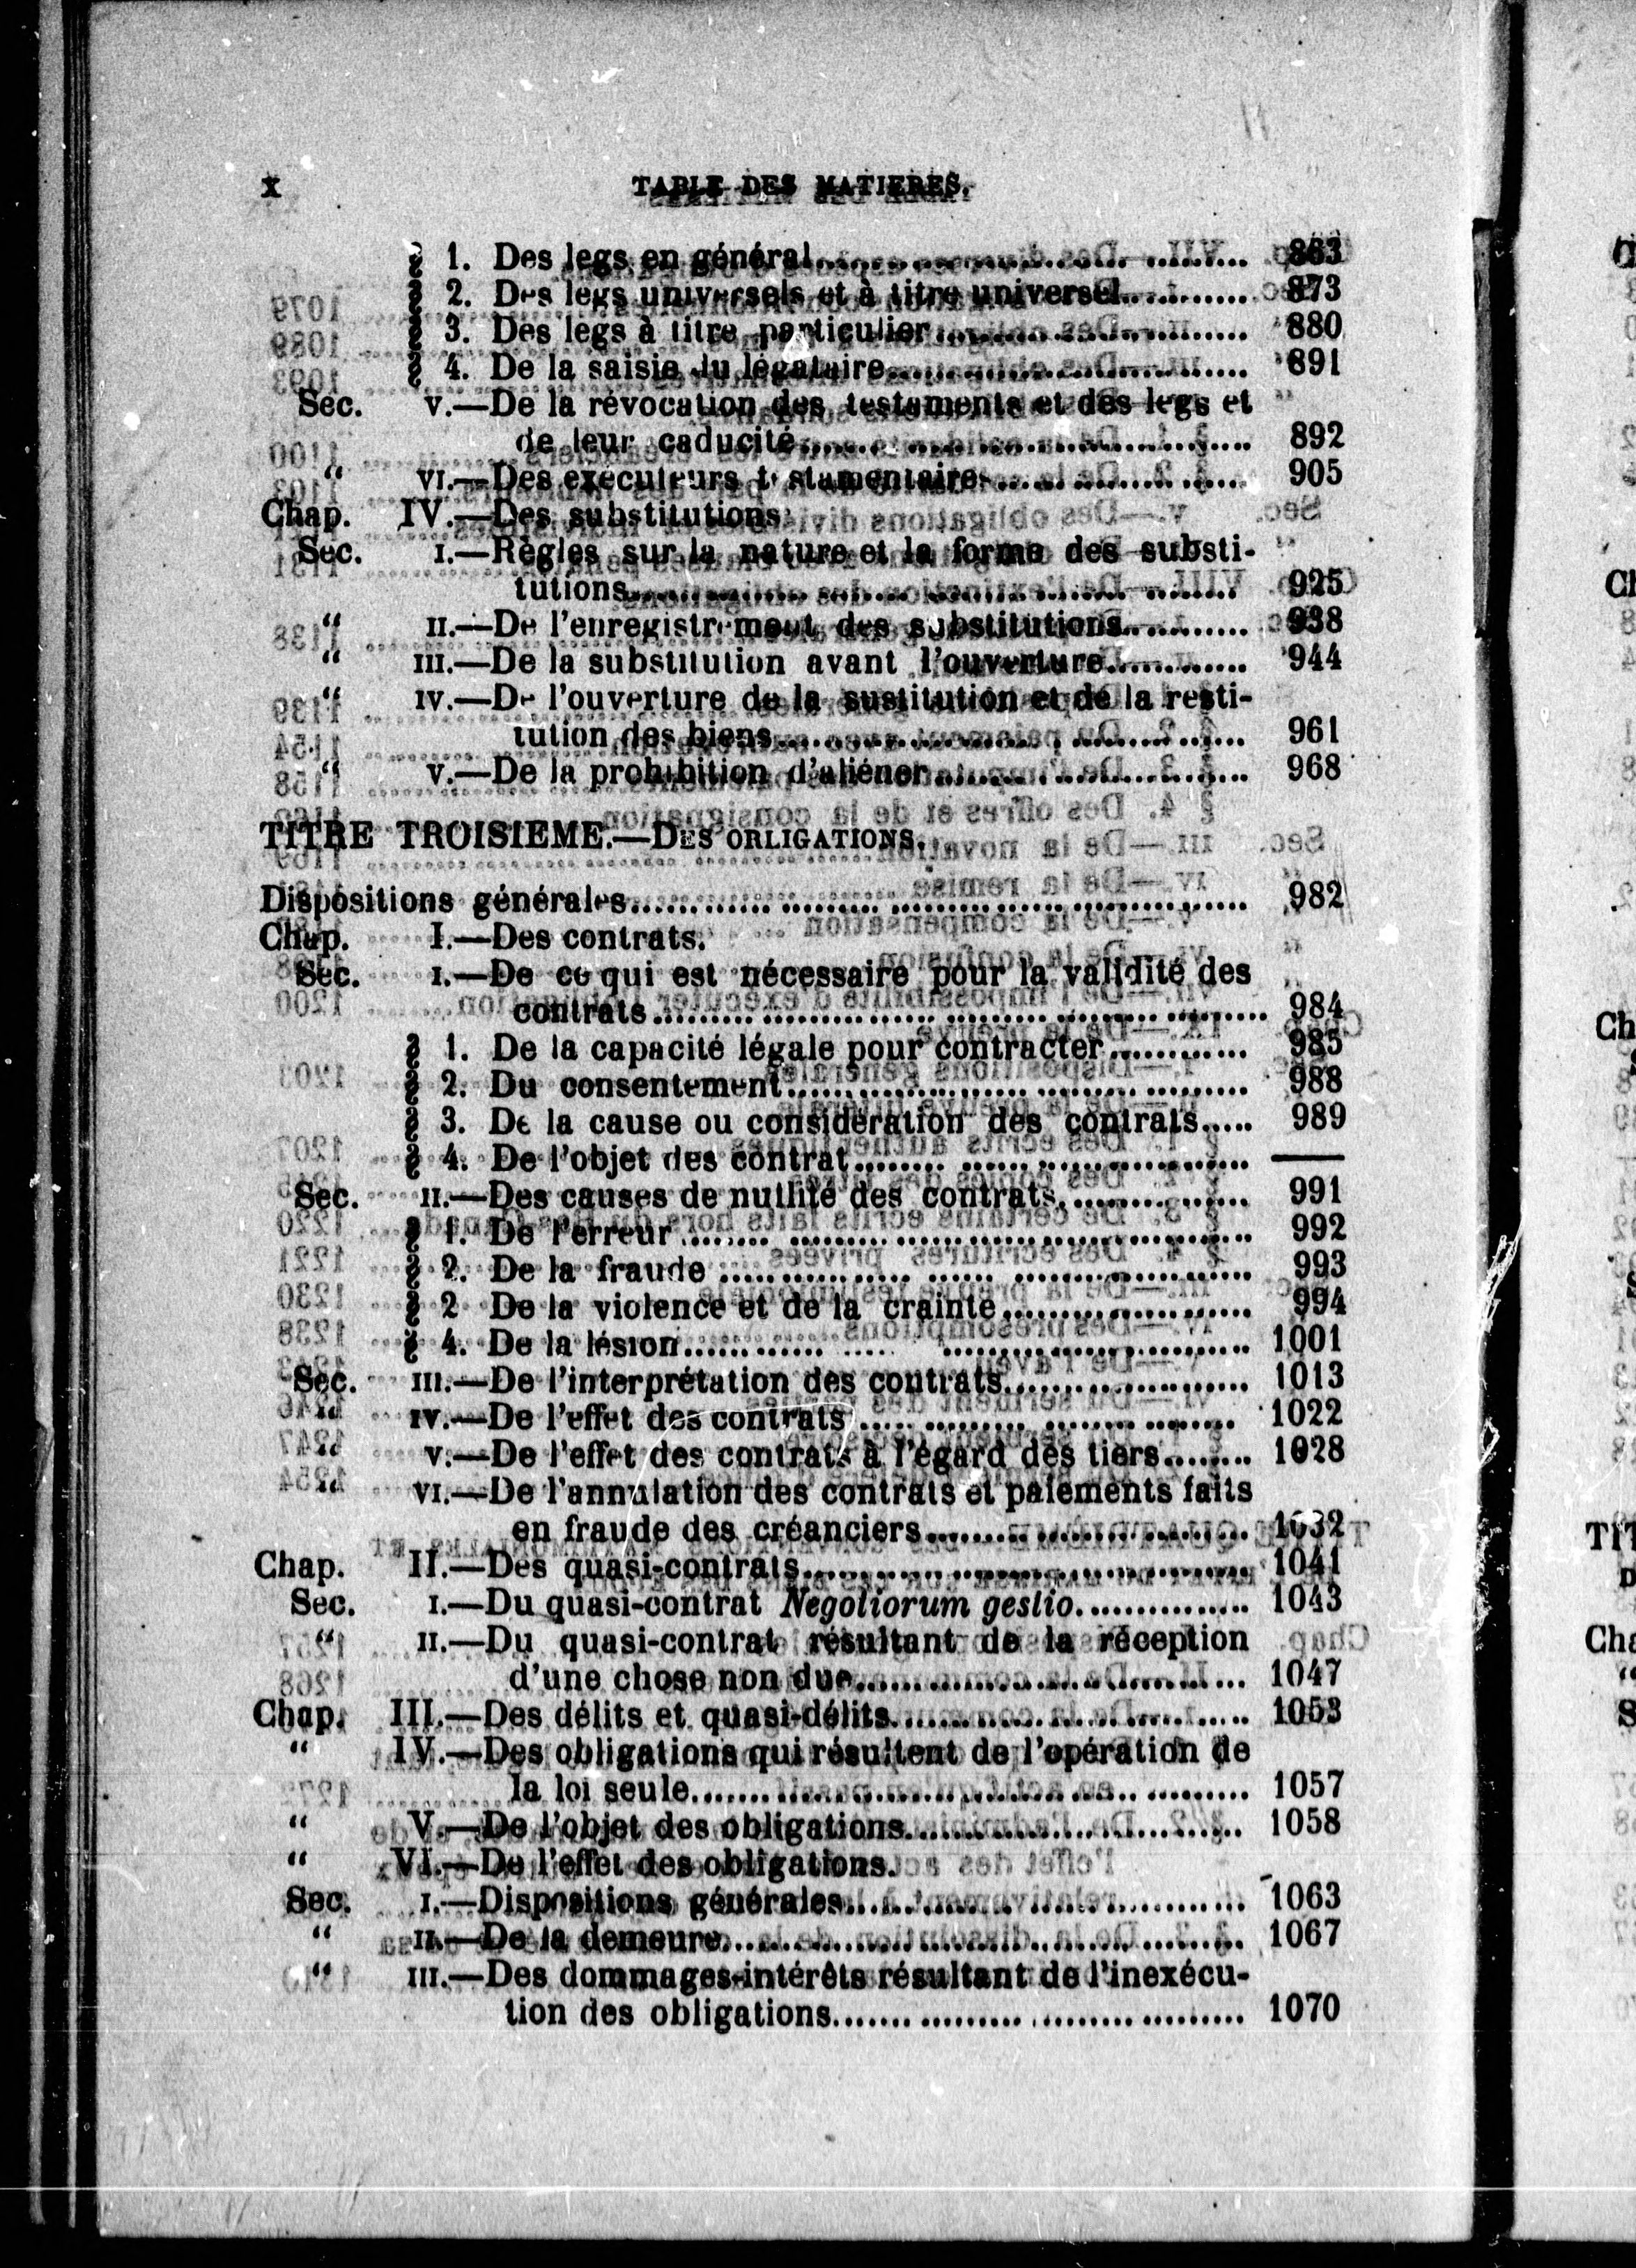 X TABLE DES MATIERES.
§ 1. Des legs en général.................... 863
§ 2. Des legs universels et à titre universel............ 873
§ 3. Des legs à titre particulier.................... 880
§ 4. De la saisie du légataire.................... 891
Sec. V.—De la révocation des testaments et des legs et
de leur caducité.................... 892
“ VI.—Des exécuteurs testamentaires.................... 905
Chap. IV.—Des substitutions.
Sec. I.—Règles sur la nature et la forme des substi-
tutions.................... 925
“ II.—De l'enregistrement des substitutions............ 938
“ III.—De la substitution avant l'ouverture............ 944
“ IV.—De l'ouverture de la sustitution et de la resti-
tution des biens.................... 961
“ V.—De la prohibition d'aliéner.................... 968
TITRE TROISIEME.—DES ORLIGATIONS.
Dispositions générales.................... 982
Chap. I.—Des contrats.
Sec. I.—De ce qui est nécessaire pour la validité des
contrats.................... 984
§ 1. De la capacité légale pour contracter............ 985
§ 2. Du consentement.................... 988
§ 3. De la cause ou considération des contrats..... 989
§ 4. De l'objet des contrat.................... ——
Sec. II.—Des causes de nullité des contrats............ 991
§ 1. De l'erreur.................... 992
§ 2. De la fraude .................... 993
§ 2 De la violence et de la crainte.................... 994
§ 4. De la lésion.................... 1001
Sec. III.—De l'interprétation des contrats.................... 1013
“ IV.—De l'effet des contrats .................... 1022
“ V.—De l'effet des contrats à l'égard des tiers......... 1028
“ VI.—De l'annulation des contrats et paiements faits
en fraude des créanciers.................... 1032
Chap. II.—Des quasi-contrats.................... 1041
Sec. I.—Du quasi-contrat Negotiorum gestio............... 1043
“ II.—Du quasi-contrat résultant de la réception
d'une chose non due.................... 1047
Chap. III.—Des délits et quasi-délits.................... 1053
“ IV.—Des obligations qui résultent de l'opération de
la loi seule.................... 1057
“ V.—De l'objet des obligations.................... 1058
“ VI.—De l'effet des obligations.
Sec. I.—Dispositions générales.................... 1063
“ II.—De la demeure.................... 1067
“ III.—Des dommages-intérêts résultant de l'inexécu-
tion des obligations.................... 1070